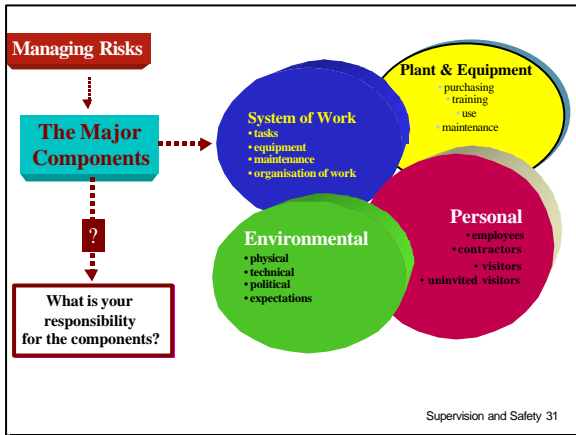 Managing Risks
The Major
Components
?
What is your
responsibility
for the components?
System of Work
• tasks
• equipment
• maintenance
• organisation of work
Plant & Equipment
• purchasing
• training
• use
• maintenance
Environmental
• physical
• technical
• political
• expectations
Personal
• employees
• contractors
• visitors
• uninvited visitors
Supervision and Safety 31